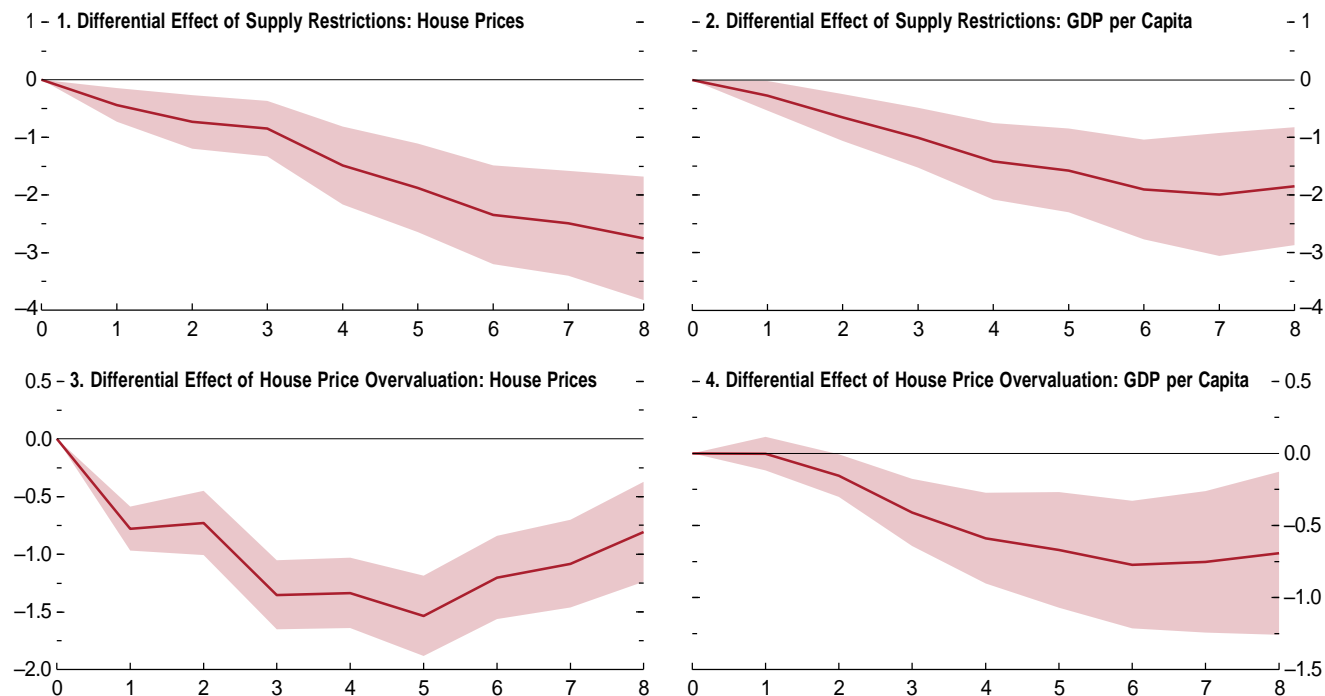 1. Differential Effect of Supply Restrictions: House Prices
1
0
–1
–2
–3
–4
0 1 2 3 4 5 6 7 8
2. Differential Effect of Supply Restrictions: GDP per Capita
1
0
–1
–2
–3
–4
0 1 2 3 4 5 6 7 8
3. Differential Effect of House Price Overvaluation: House Prices
0.5
0.0
–0.5
–1.0
–1.5
–2.0
0 1 2 3 4 5 6 7 8
4. Differential Effect of House Price Overvaluation: GDP per Capita
0.5
0.0
–0.5
–1.0
–1.5
0 1 2 3 4 5 6 7 8